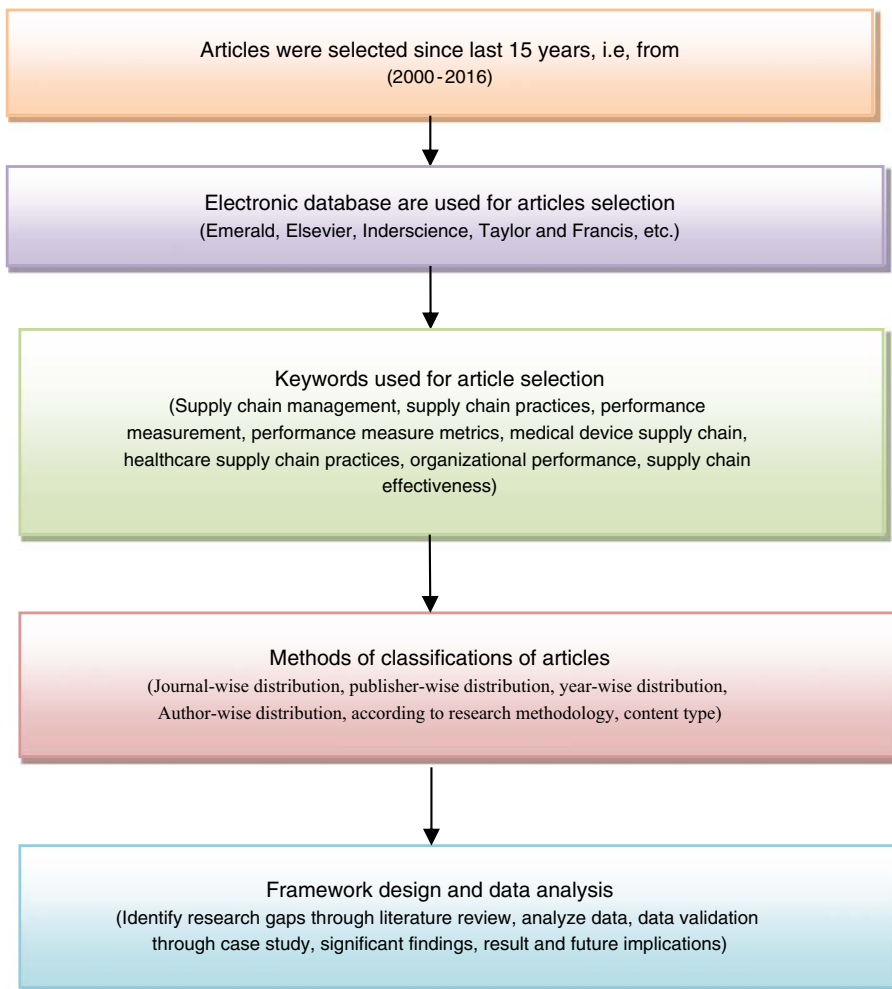 Articles were selected since last 15 years, i.e, from
(2000-2016)
Electronic database are used for articles selection
(Emerald, Elsevier, Inderscience, Taylor and Francis, etc.)
Keywords used for article selection
(Supply chain management, supply chain practices, performance
measurement, performance measure metrics, medical device supply chain,
healthcare supply chain practices, organizational performance, supply chain
effectiveness)
Methods of classifications of articles
(Journal-wise distribution, publisher-wise distribution, year-wise distribution,
Author-wise distribution, according to research methodology, content type)
Framework design and data analysis
(Identify research gaps through literature review, analyze data, data validation
through case study, significant findings, result and future implications)